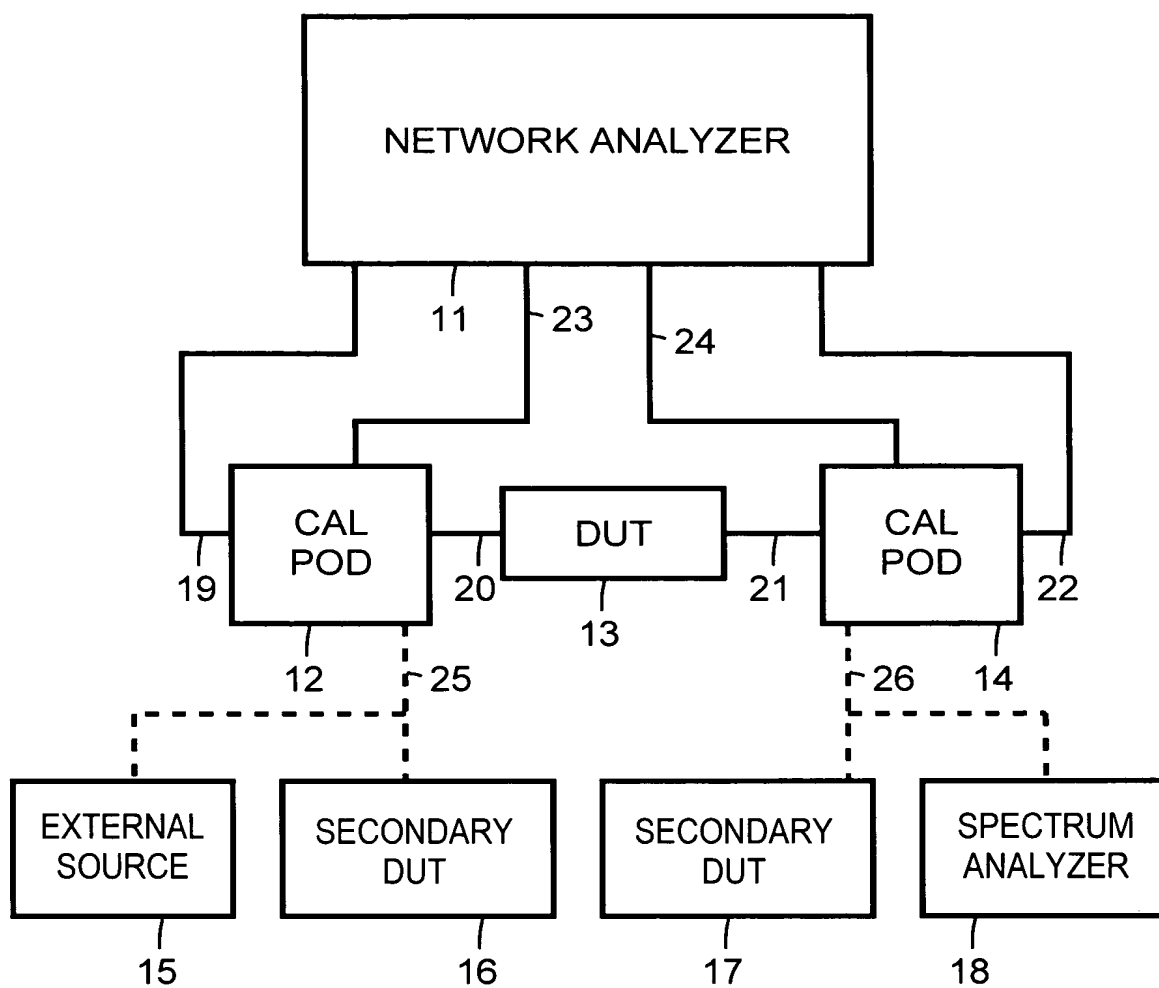 NETWORK ANALYZER
11
23
24
CAL
POD
DUT
CAL
POD
19
20
21
22
13
12
25
26
14
EXTERNAL
SOURCE
SECONDARY
DUT
SECONDARY
DUT
SPECTRUM
ANALYZER
15
16
17
18